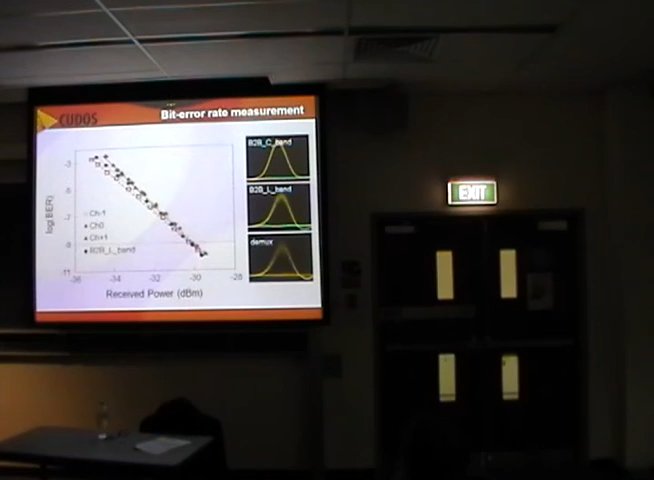 CUDOS
Bit-error rate measurement
-3
-5
-7
-9
-11
log(BER)
Ch-1
Ch0
Ch+1
B2B_L_band
-36
-34
-32
-30
-28
Received Power (dBm)
B2B_C_band
B2B_L_band
demux
EXIT